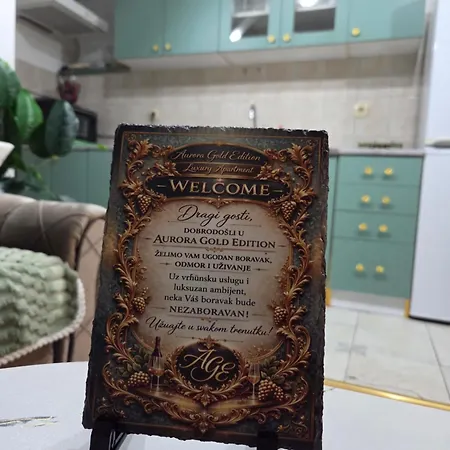 Aurora Gold Edition
Luxury Apartment
WELCOME
Dragi gosti,
DOBRODOŠLI U
AURORA GOLD EDITION
ŽELIMO VAM UGODAN BORAVAK,
ODMOR I UŽIVANJE
Uz vrhunsku uslugu i
luksuzan ambijent,
neka Vaš boravak bude
NEZABORAVAN!
Uživajte u svakom trenutku!
AGE